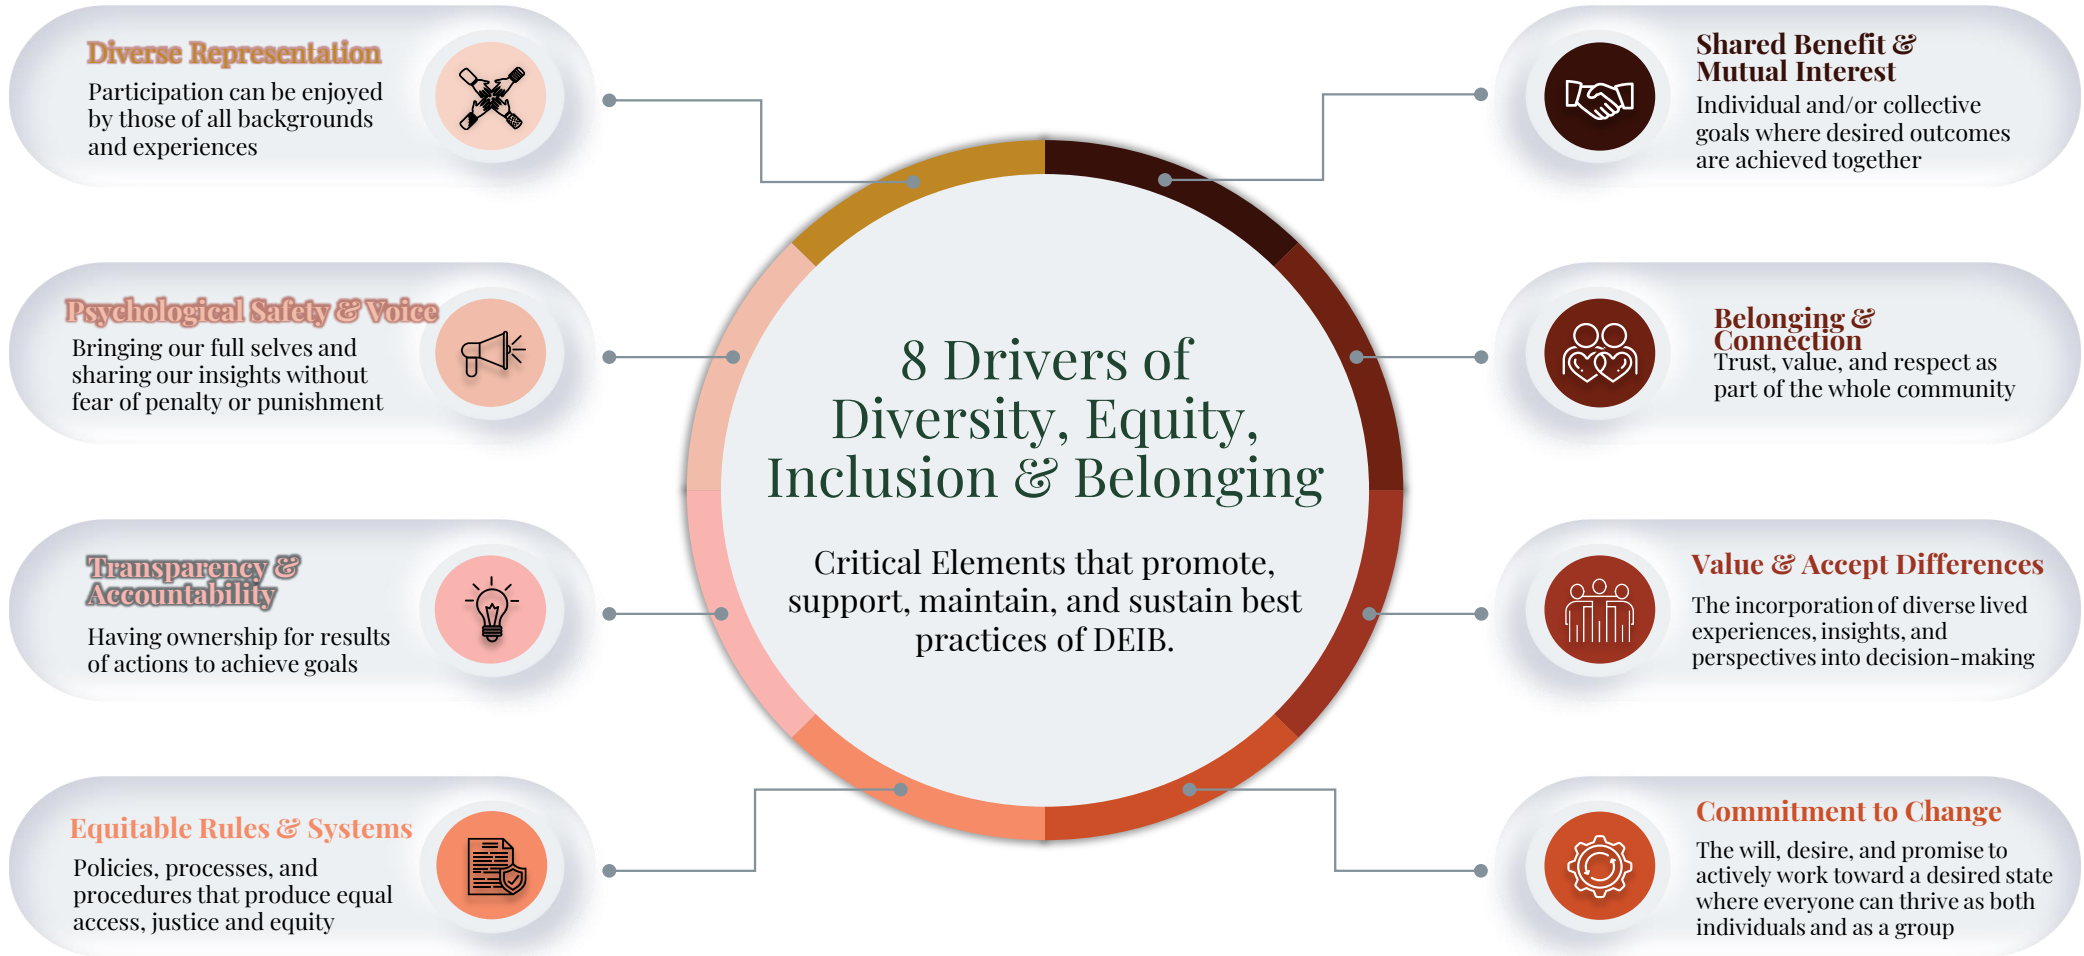 Diverse Representation
Participation can be enjoyed
by those of all backgrounds
and experiences
Psychological Safety & Voice
Bringing our full selves and
sharing our insights without
fear of penalty or punishment
Transparency &
Accountability
Having ownership for results
of actions to achieve goals
Equitable Rules & Systems
Policies, processes, and
procedures that produce equal
access, justice and equity
8 Drivers of
Diversity, Equity,
Inclusion & Belonging
Critical Elements that promote,
support, maintain, and sustain best
practices of DEIB.
Shared Benefit &
Mutual Interest
Individual and/or collective
goals where desired outcomes
are achieved together
Belonging &
Connection
Trust, value, and respect as
part of the whole community
Value & Accept Differences
The incorporation of diverse lived
experiences, insights, and
perspectives into decision-making
Commitment to Change
The will, desire, and promise to
actively work toward a desired state
where everyone can thrive as both
individuals and as a group